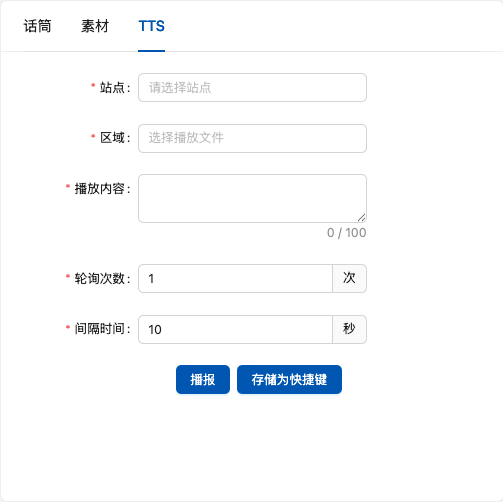 话筒 素材 TTS
* 站点: 请选择站点
* 区域: 选择播放文件
* 播放内容:
0 / 100
* 轮询次数: 1 次
* 间隔时间: 10 秒
播报 存储为快捷键